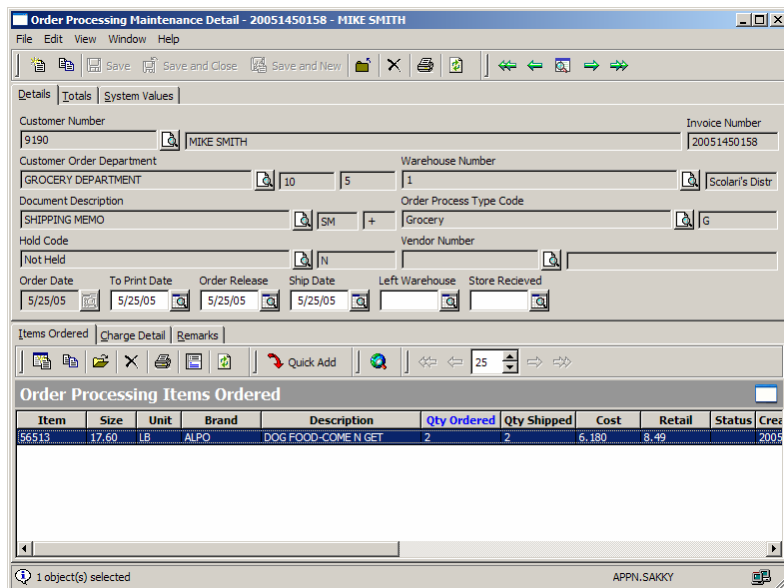 Order Processing Maintenance Detail - 20051450158 - MIKE SMITH
File Edit View Window Help
Save Save and Close Save and New
Details Totals System Values
Customer Number Invoice Number
9190 MIKE SMITH 20051450158
Customer Order Department Warehouse Number
GROCERY DEPARTMENT 10 5 1 Scolari's Distr
Document Description Order Process Type Code
SHIPPING MEMO SM + Grocery G
Hold Code Vendor Number
Not Held N
Order Date To Print Date Order Release Ship Date Left Warehouse Store Recieved
5/25/05 5/25/05 5/25/05 5/25/05
Items Ordered Charge Detail Remarks
Quick Add 25
Order Processing Items Ordered
Item Size Unit Brand Description Qty Ordered Qty Shipped Cost Retail Status Crea
56513 17.60 LB ALPO DOG FOOD-COME N GET 2 2 6.180 8.49 2005
1 object(s) selected APPN.SAKKY